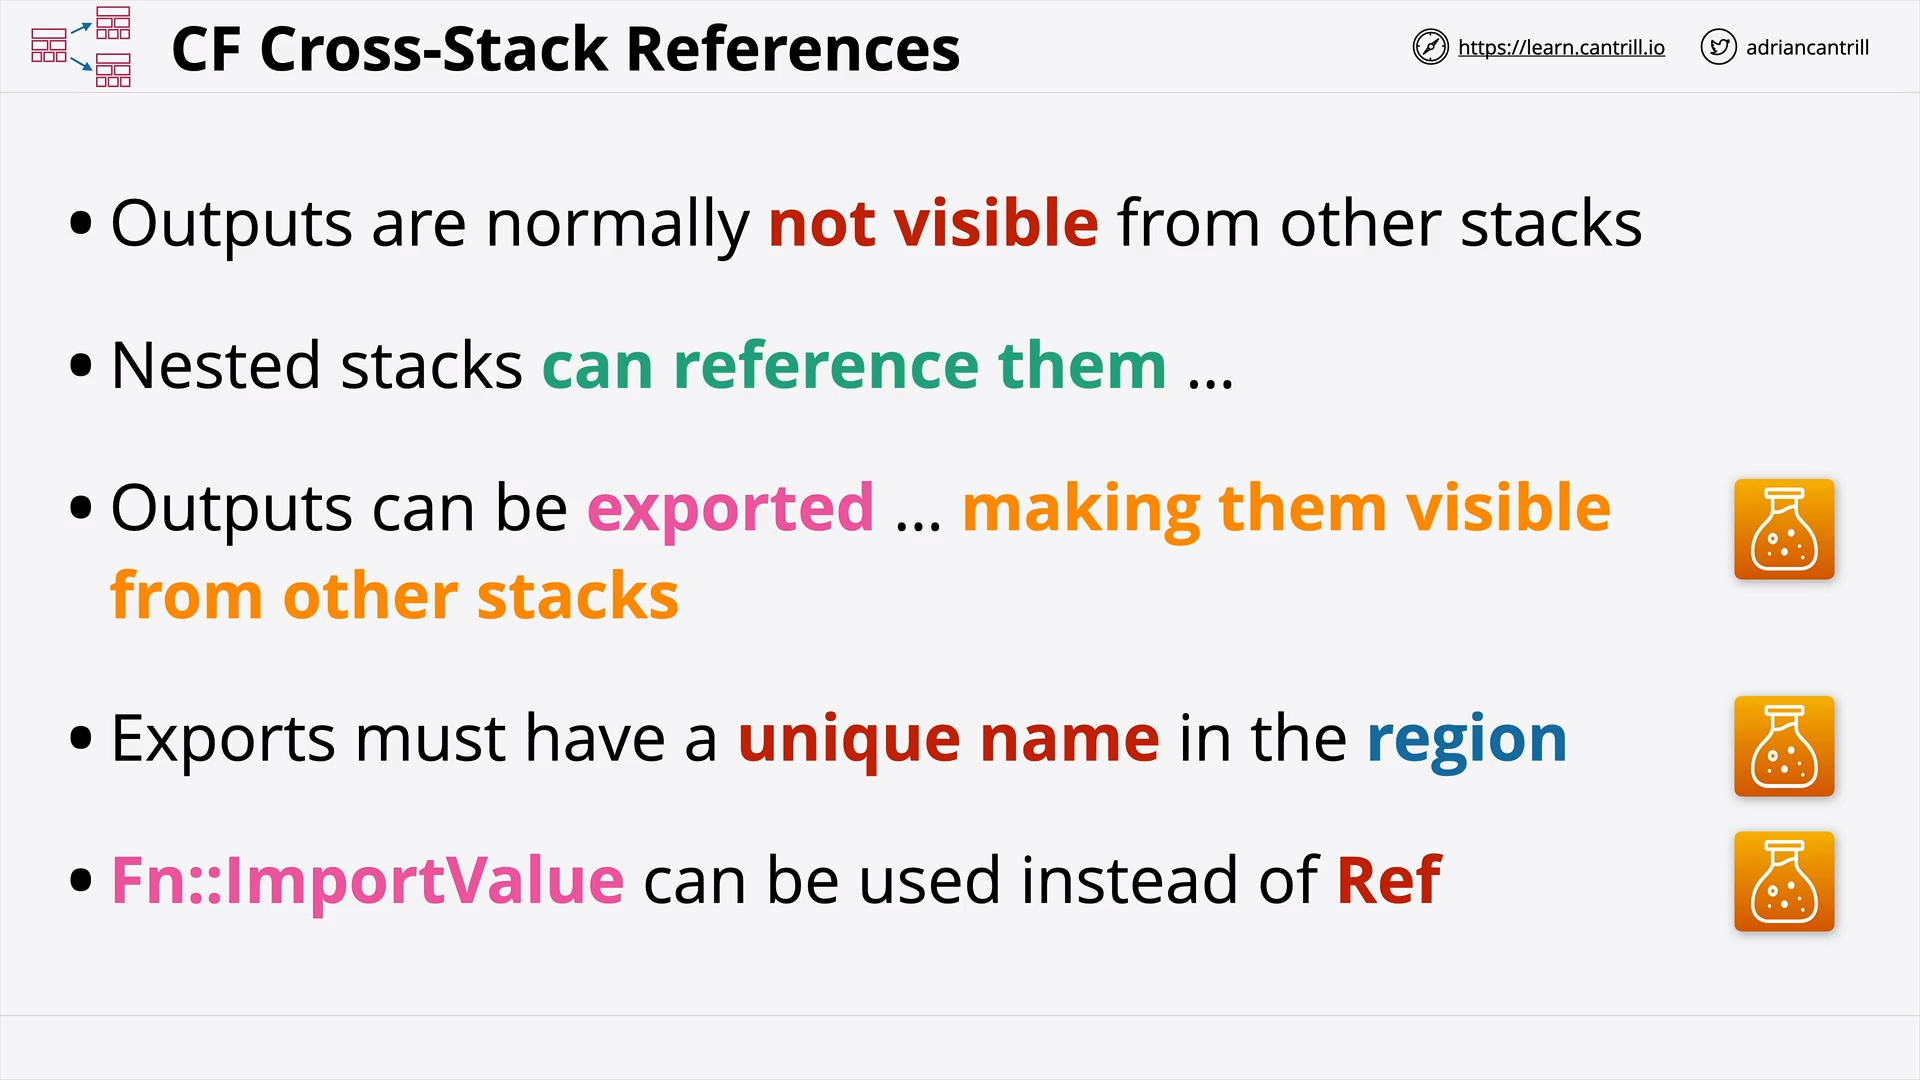 CF Cross-Stack References
https://learn.cantrill.io
adriancantrill
• Outputs are normally not visible from other stacks
• Nested stacks can reference them ...
• Outputs can be exported ... making them visible
from other stacks
• Exports must have a unique name in the region
• Fn::ImportValue can be used instead of Ref